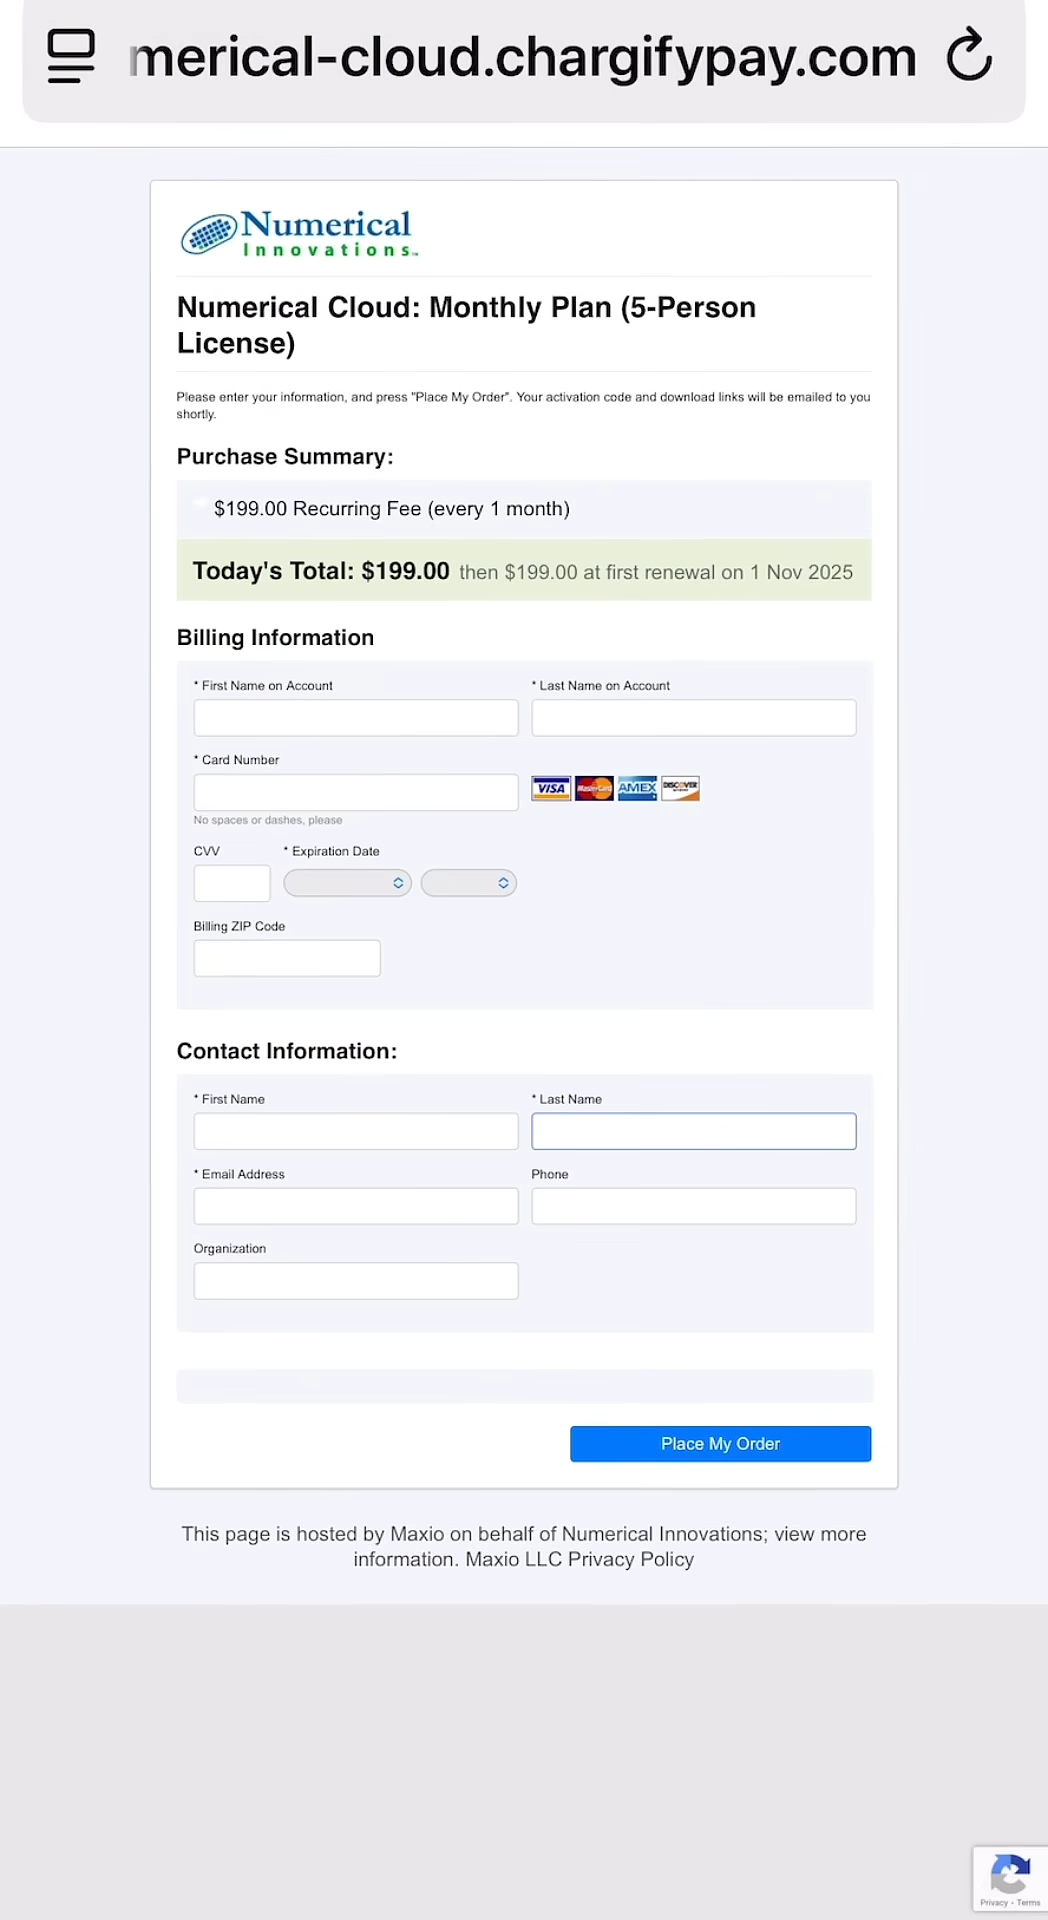 merical-cloud.chargifypay.com
Numerical
Innovations™
Numerical Cloud: Monthly Plan (5-Person
License)
Please enter your information, and press "Place My Order". Your activation code and download links will be emailed to you
shortly.
Purchase Summary:
$199.00 Recurring Fee (every 1 month)
Today's Total: $199.00 then $199.00 at first renewal on 1 Nov 2025
Billing Information
* First Name on Account * Last Name on Account
* Card Number
VISA MasterCard AMEX DISCOVER
No spaces or dashes, please
CVV * Expiration Date
Billing ZIP Code
Contact Information:
* First Name * Last Name
* Email Address Phone
Organization
Place My Order
This page is hosted by Maxio on behalf of Numerical Innovations; view more
information. Maxio LLC Privacy Policy
Privacy - Terms